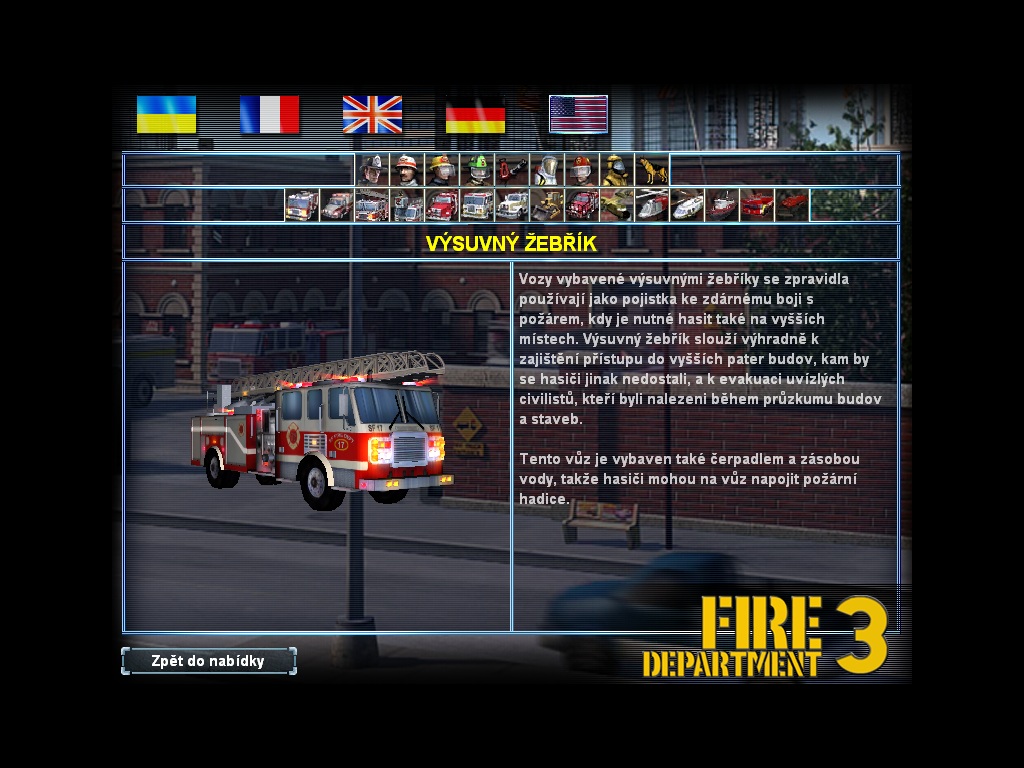 VÝSUVNÝ ŽEBŘÍK
Vozy vybavené výsuvnými žebříky se zpravidla
používají jako pojistka ke zdárnému boji s
požárem, kdy je nutné hasit také na vyšších
místech. Výsuvný žebřík slouží výhradně k
zajištění přístupu do vyšších pater budov, kam by
se hasiči jinak nedostali, a k evakuaci uvízlých
civilistů, kteří byli nalezeni během průzkumu budov
a staveb.
Tento vůz je vybaven také čerpadlem a zásobou
vody, takže hasiči mohou na vůz napojit požární
hadice.
17
FIRE
DEPARTMENT
3
Zpět do nabídky